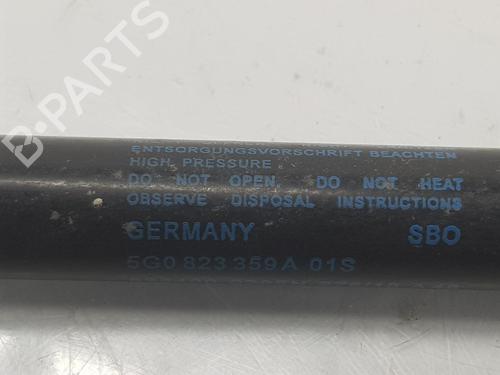 ENTSORGUNGSVORSCHRIFT BEACHTEN
HIGH PRESSURE
DO NOT OPEN DO NOT HEAT
OBSERVE DISPOSAL INSTRUCTIONS
GERMANY SBO
5G0 823 359 A 01S
B-PARTS